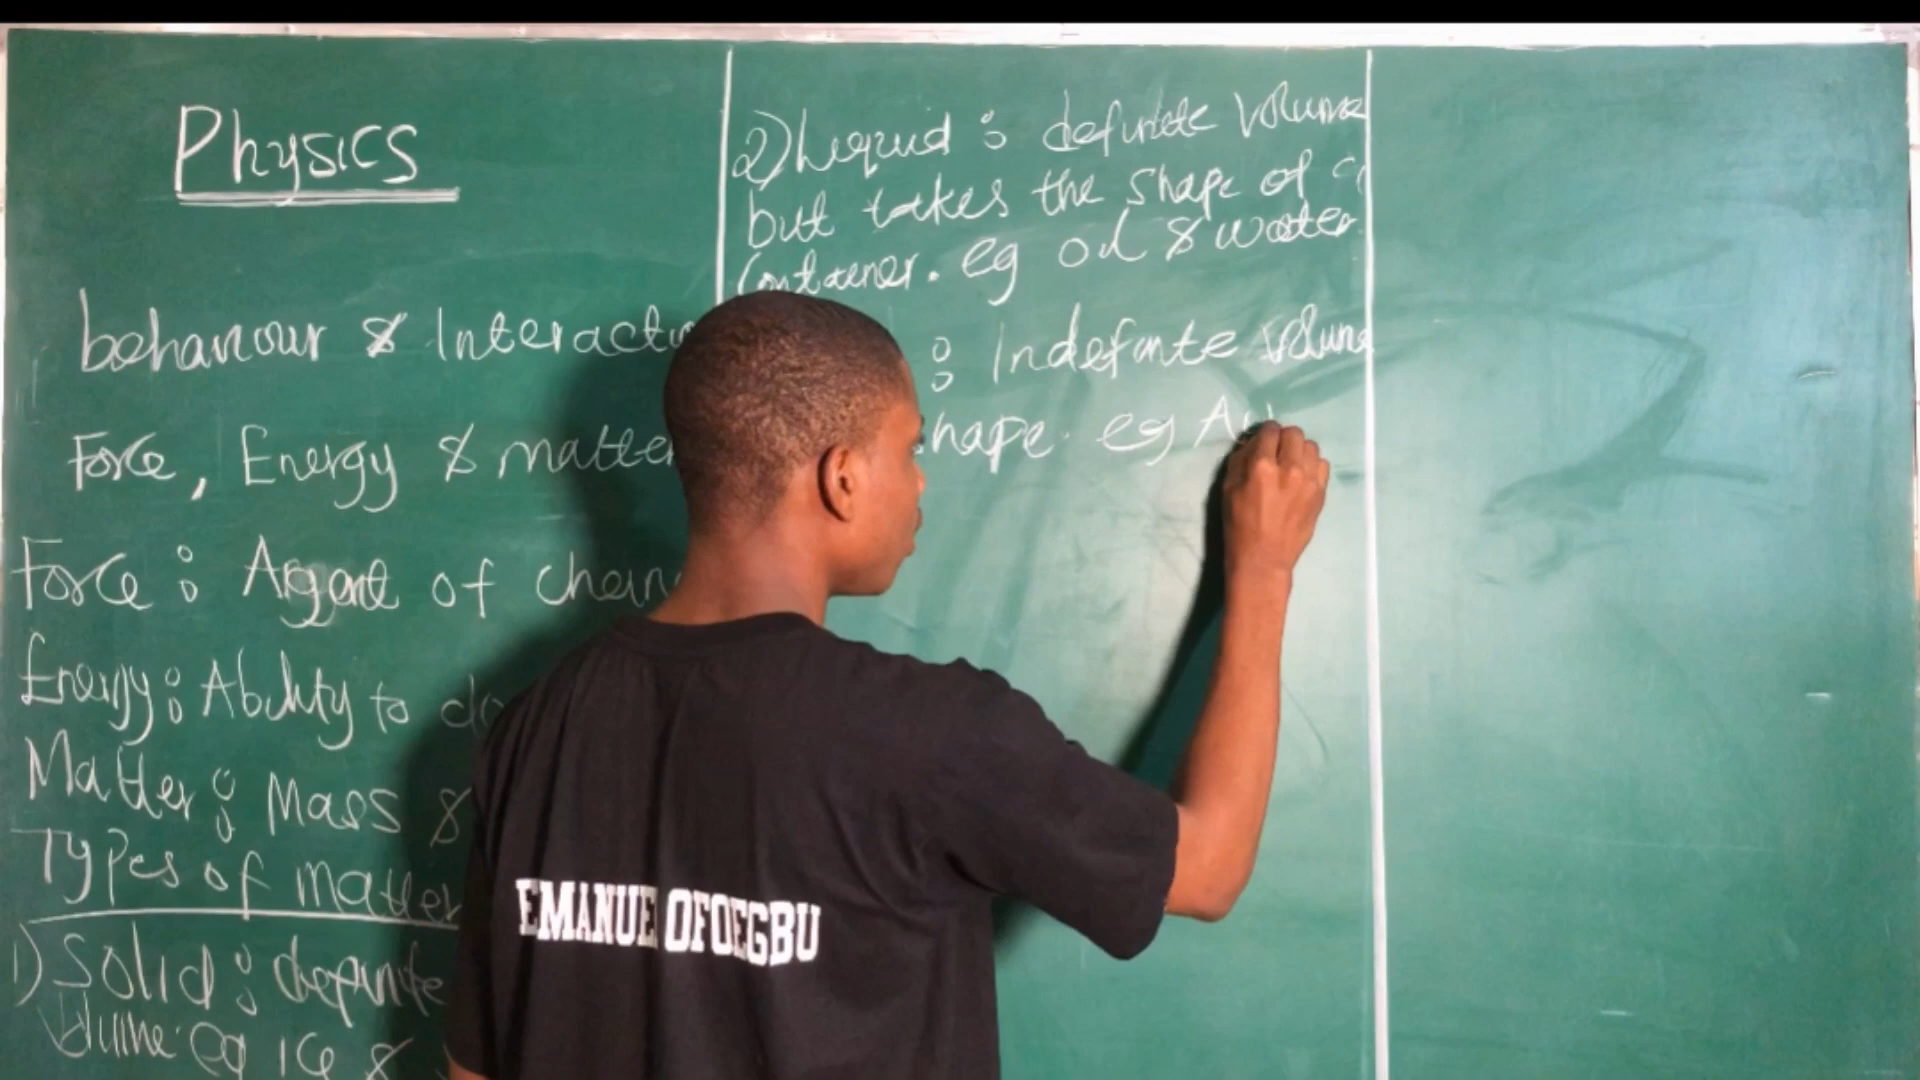 Physics
behaviour & Interactio
Force, Energy & matter
Force : Agent of chan
Energy : Ability to do
Matter : Mass &
Types of matter
1) Solid : definite
Volume. eg ice &
2) Liquid : definite Volume
but takes the shape of a
Container. eg oil & water
: Indefinite Volume
shape. eg
EMANUEL OFOEGBU